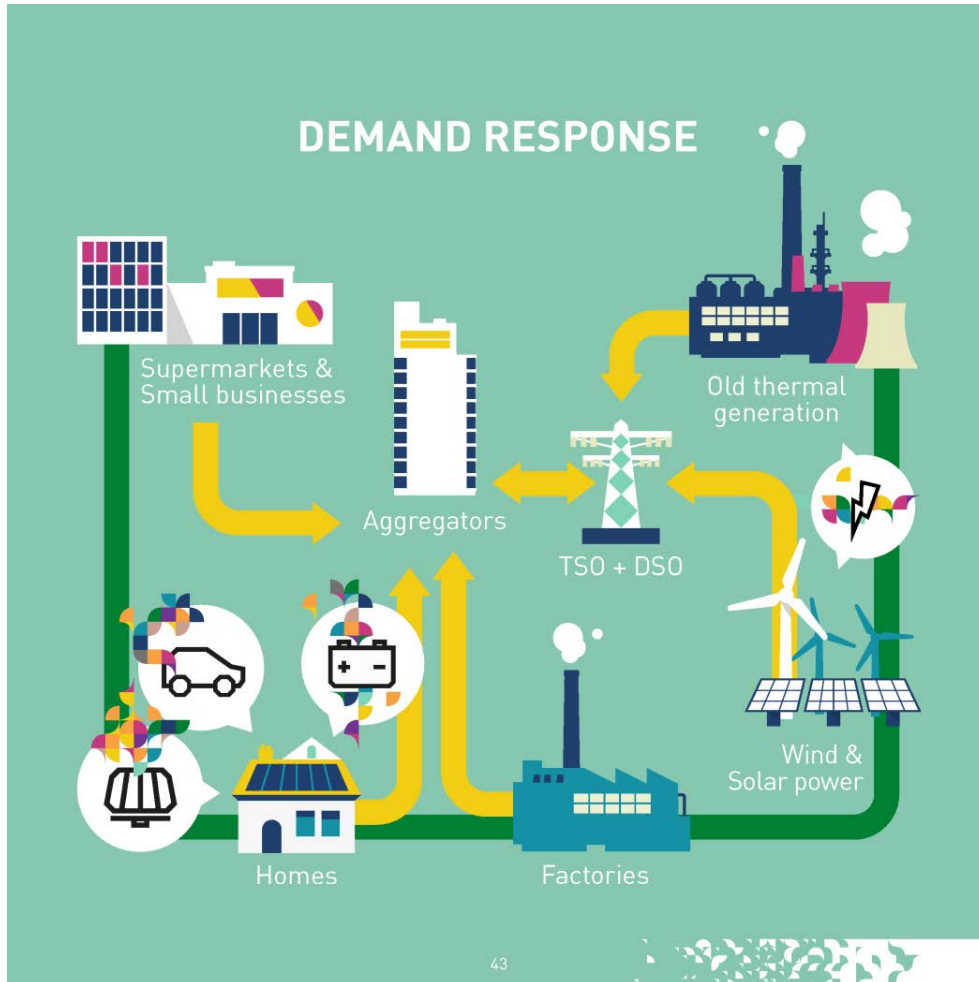 DEMAND RESPONSE
Supermarkets &
Small businesses
Old thermal
generation
Aggregators
TSO + DSO
+ -
Wind &
Solar power
Homes
Factories
43